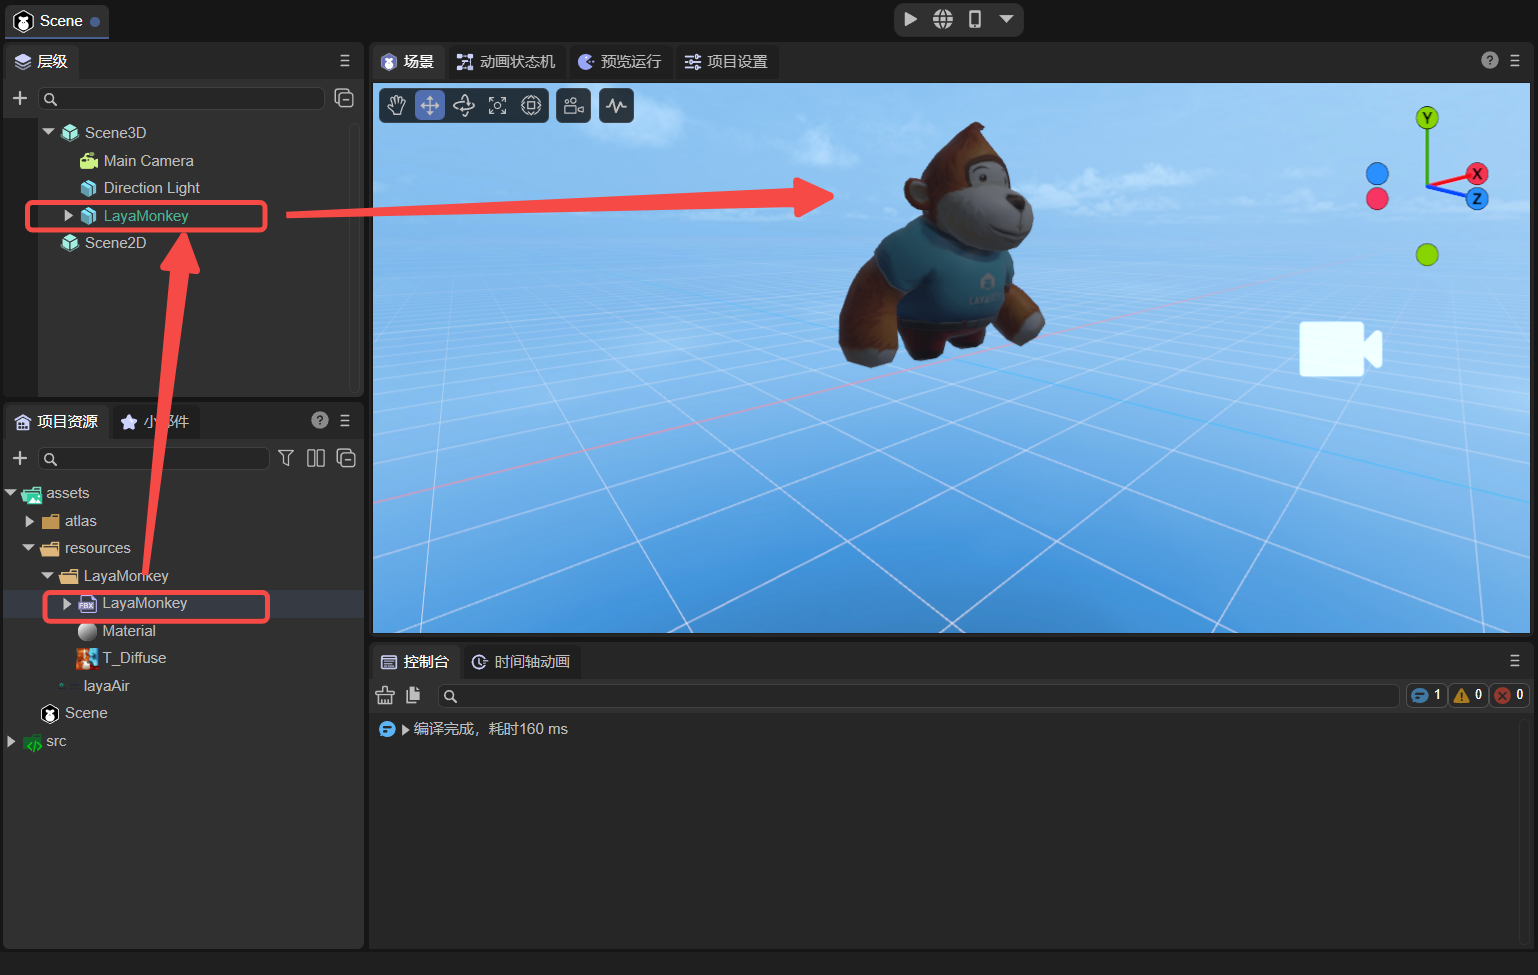 Scene
层级
Scene3D
Main Camera
Direction Light
LayaMonkey
Scene2D
项目资源
assets
atlas
resources
LayaMonkey
FBX LayaMonkey
Material
T_Diffuse
layaAir
Scene
src
场景 动画状态机 预览运行 项目设置
?
Y
X
Z
LAYA
控制台 时间轴动画
1 0 0
编译完成，耗时160 ms